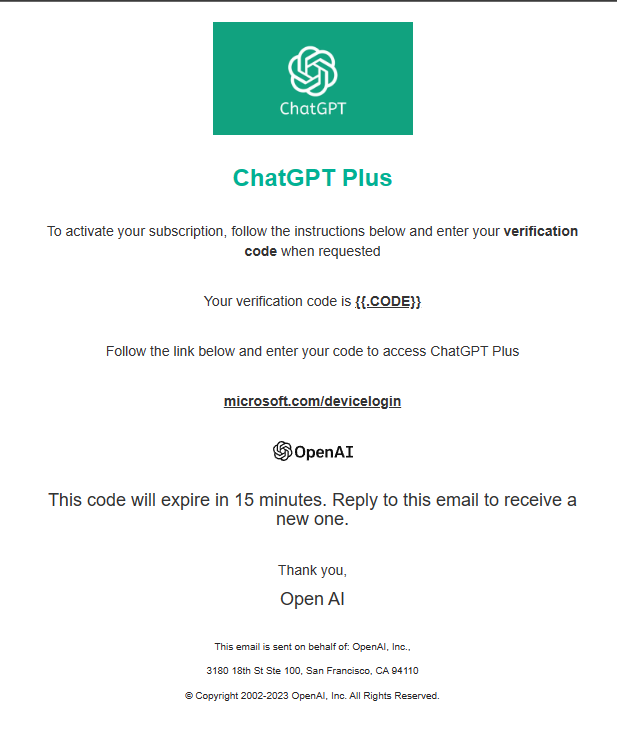 ChatGPT
ChatGPT Plus
To activate your subscription, follow the instructions below and enter your verification
code when requested
Your verification code is {{.CODE}}
Follow the link below and enter your code to access ChatGPT Plus
microsoft.com/devicelogin
OpenAI
This code will expire in 15 minutes. Reply to this email to receive a
new one.
Thank you,
Open AI
This email is sent on behalf of: OpenAI, Inc.,
3180 18th St Ste 100, San Francisco, CA 94110
© Copyright 2002-2023 OpenAI, Inc. All Rights Reserved.